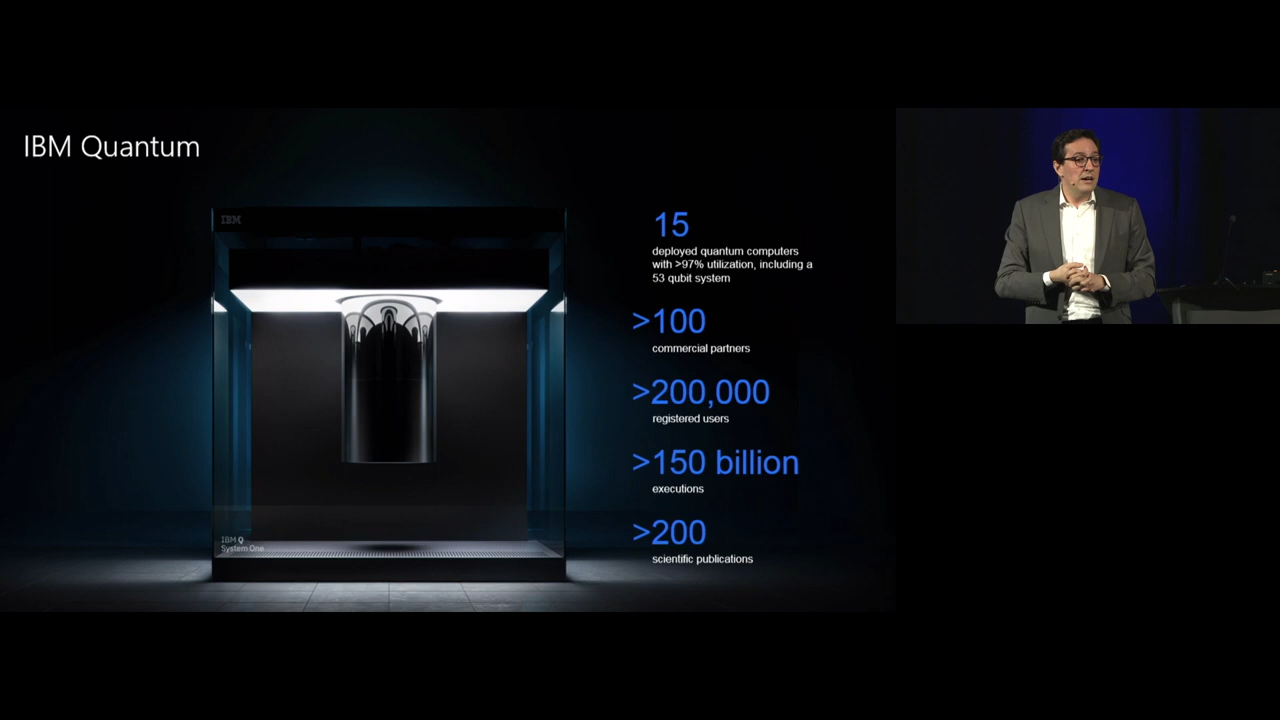 IBM Quantum
IBM
15
deployed quantum computers
with >97% utilization, including a
53 qubit system
>100
commercial partners
>200,000
registered users
>150 billion
executions
>200
scientific publications
IBM Q
System One